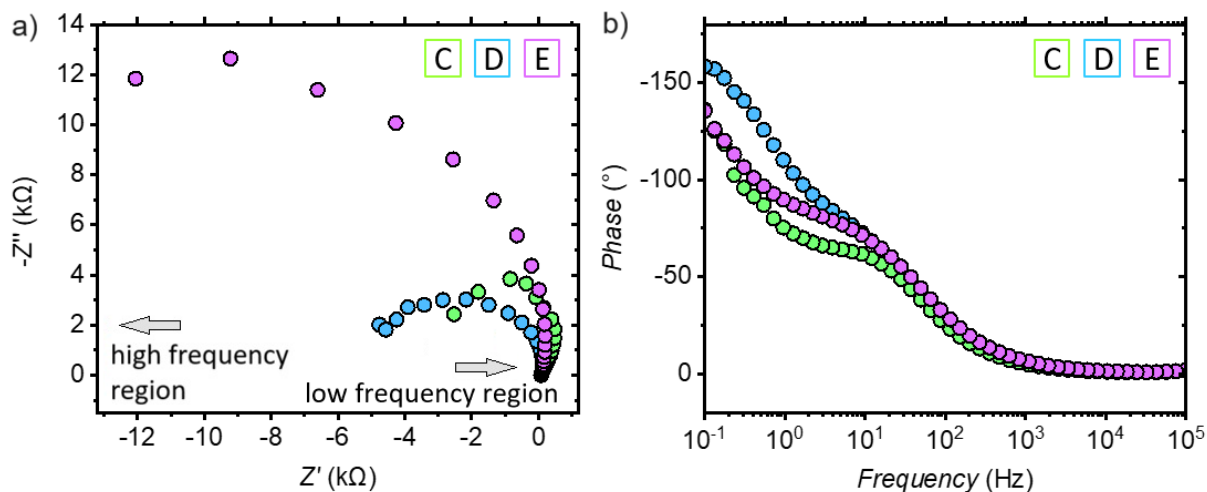 a)
14
12
10
8
6
4
2
0
-Z'' (kΩ)
C D E
high frequency
region
low frequency region
-12 -10 -8 -6 -4 -2 0
Z' (kΩ)
b)
-150
-100
-50
0
Phase (°)
C D E
10⁻¹ 10⁰ 10¹ 10² 10³ 10⁴ 10⁵
Frequency (Hz)